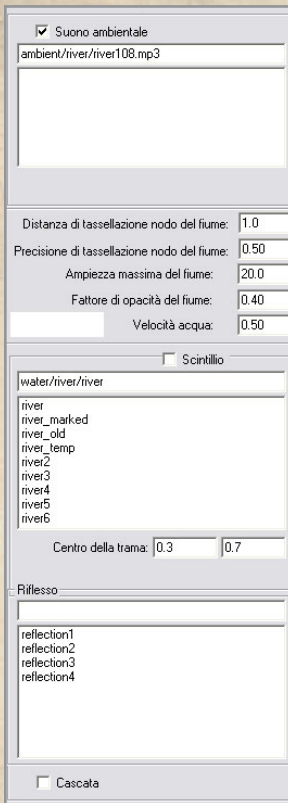 Suono ambientale
ambient/river/river108.mp3
Distanza di tassellazione nodo del fiume: 1.0
Precisione di tassellazione nodo del fiume: 0.50
Ampiezza massima del fiume: 20.0
Fattore di opacità del fiume: 0.40
Velocità acqua: 0.50
Scintillio
water/river/river
river
river_marked
river_old
river_temp
river2
river3
river4
river5
river6
Centro della trama: 0.3 0.7
Riflesso
reflection1
reflection2
reflection3
reflection4
Cascata